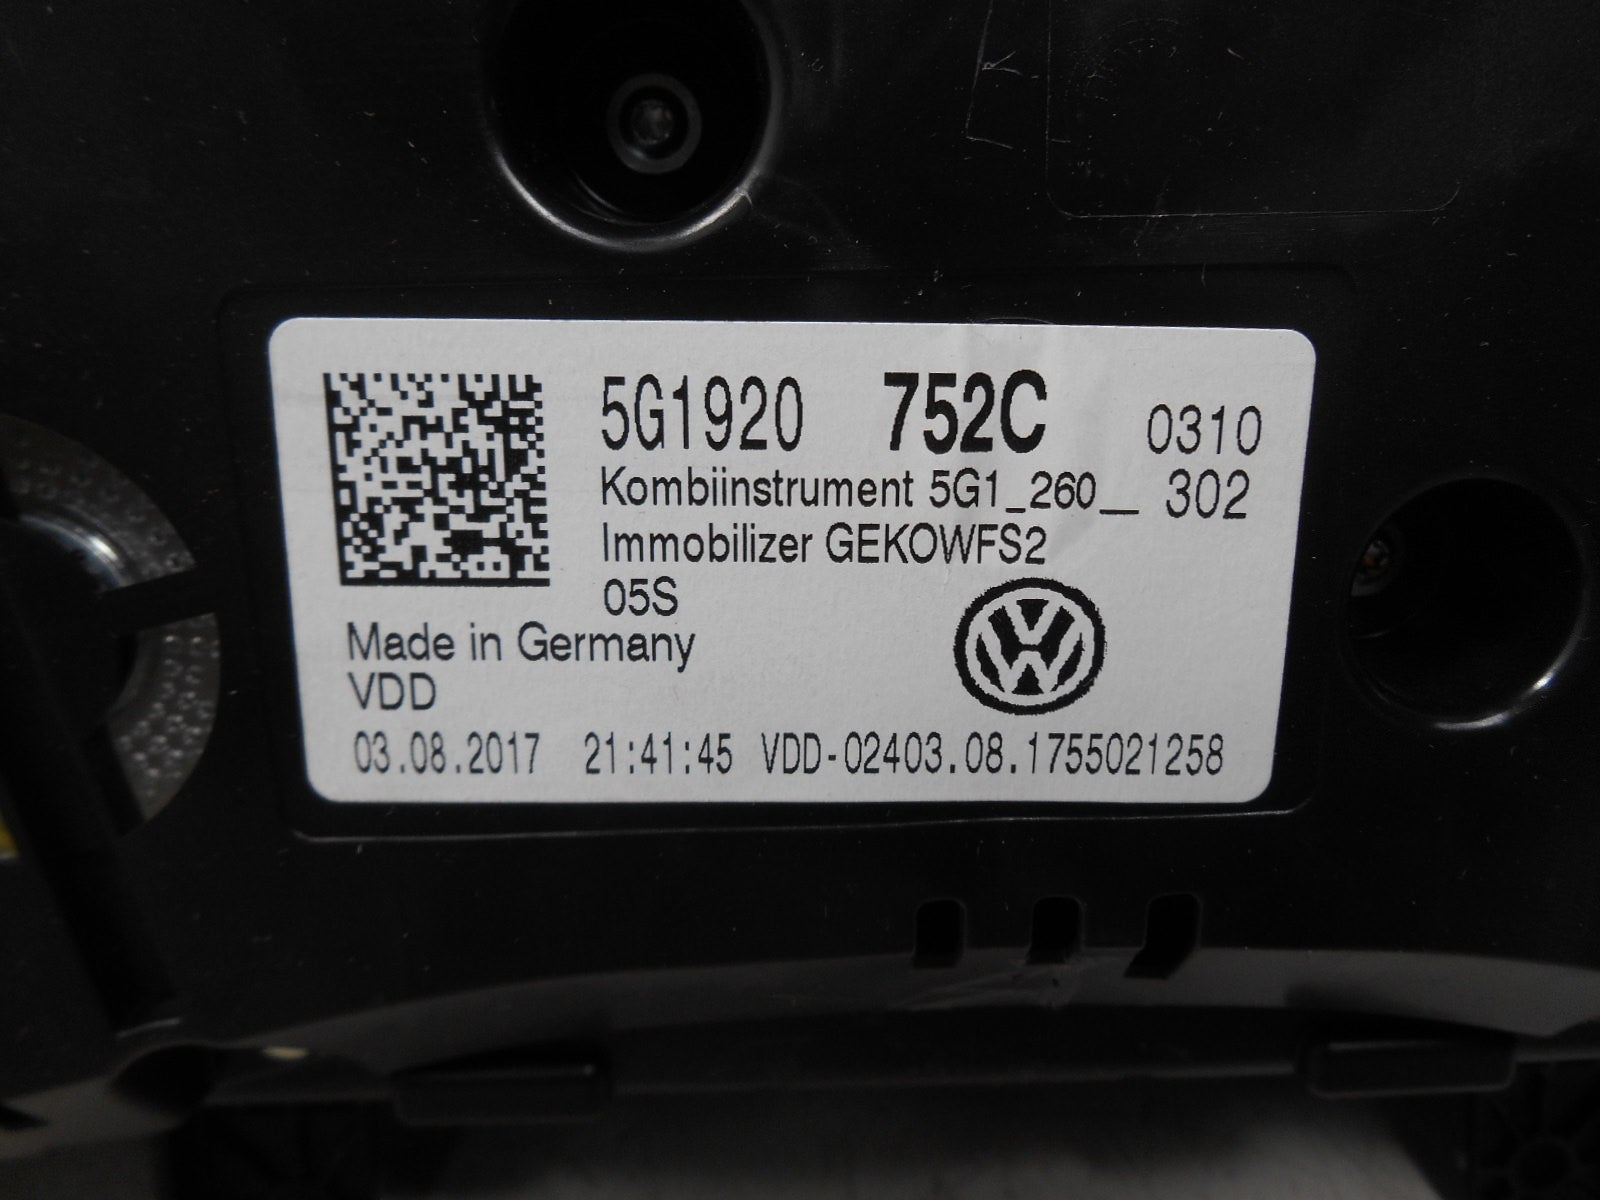 5G1920 752C 0310
Kombiinstrument 5G1_260__ 302
Immobilizer GEKOWFS2
05S
Made in Germany
VDD
03.08.2017 21:41:45 VDD-02403.08.1755021258